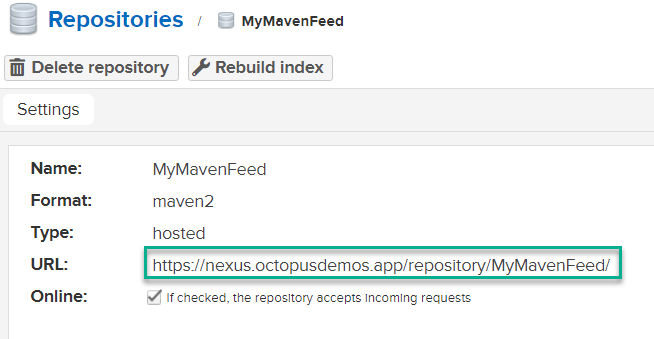 Repositories / MyMavenFeed
Delete repository Rebuild index
Settings
Name: MyMavenFeed
Format: maven2
Type: hosted
URL: https://nexus.octopusdemos.app/repository/MyMavenFeed/
Online: If checked, the repository accepts incoming requests